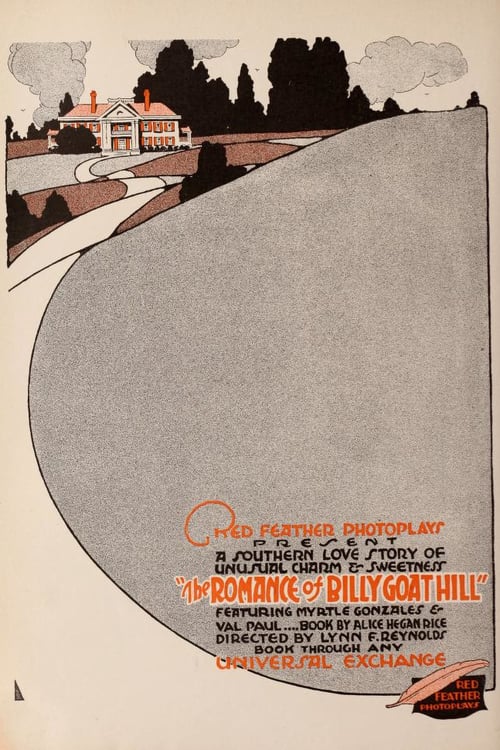 RED FEATHER PHOTOPLAYS
PRESENT
A SOUTHERN LOVE STORY OF
UNUSUAL CHARM & SWEETNESS
"The ROMANCE of BILLY GOAT HILL"
FEATURING MYRTLE GONZALES &
VAL PAUL .... BOOK BY ALICE HEGAN RICE
DIRECTED BY LYNN F. REYNOLDS
BOOK THROUGH ANY
UNIVERSAL EXCHANGE
RED
FEATHER
PHOTOPLAYS